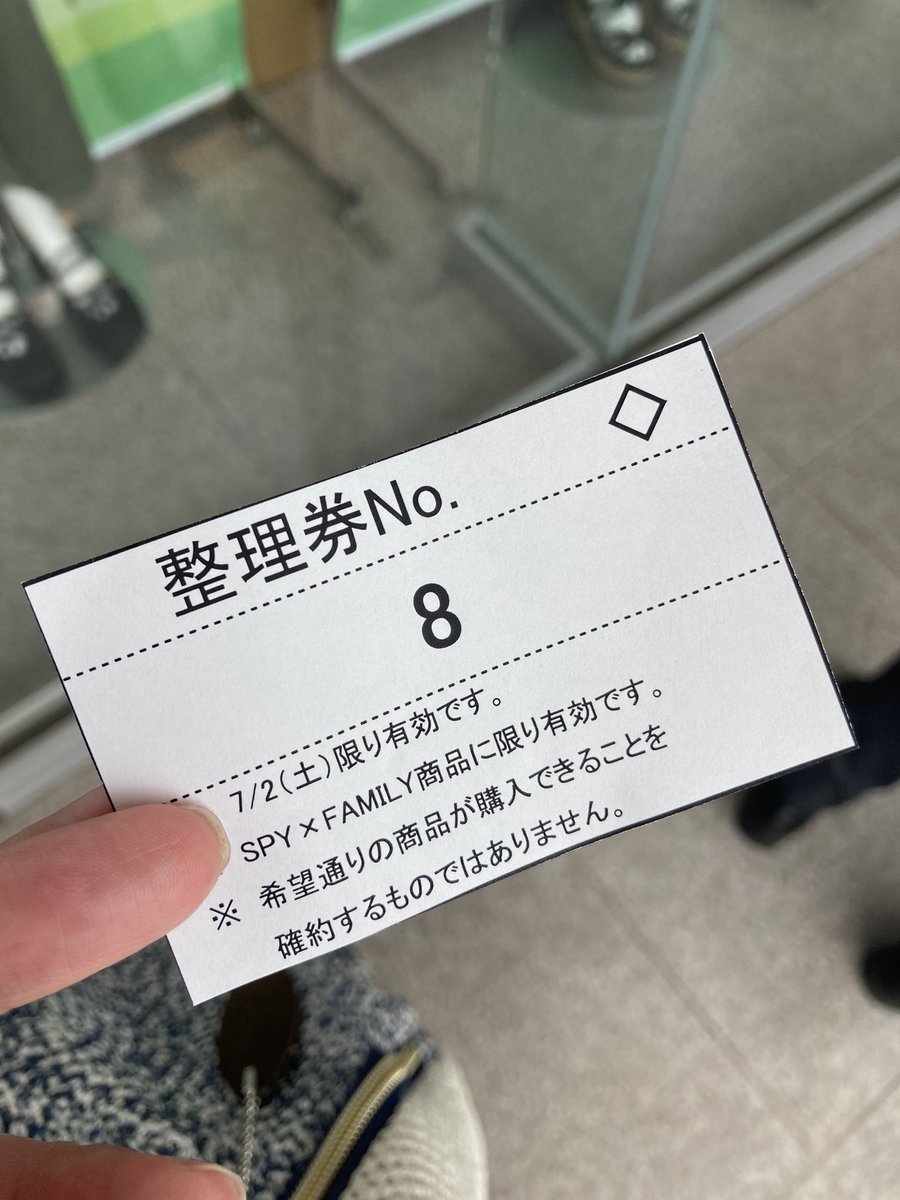 ◇
整理券No.
8
7/2(土)限り有効です。
SPY×FAMILY商品に限り有効です。
※ 希望通りの商品が購入できることを
確約するものではありません。